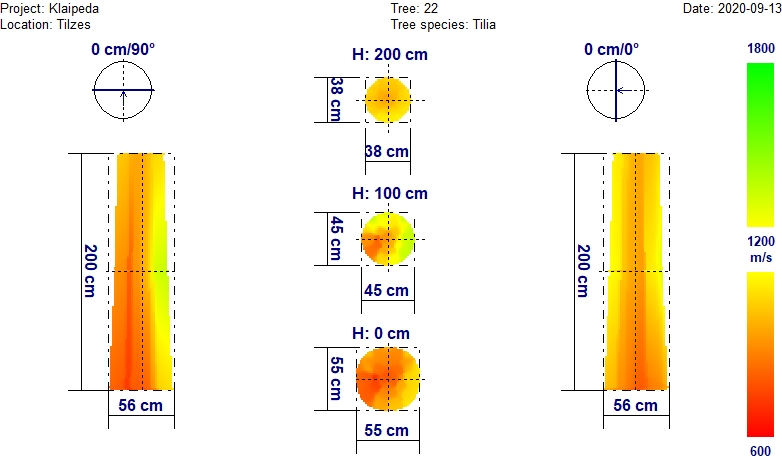 Project: Klaipeda
Tree: 22
Date: 2020-09-13
Location: Tilzes
Tree species: Tilia
0 cm/90°
H: 200 cm
0 cm/0°
1800
38 cm
38 cm
H: 100 cm
45 cm
200 cm
200 cm
1200
m/s
45 cm
H: 0 cm
55 cm
56 cm
56 cm
55 cm
600